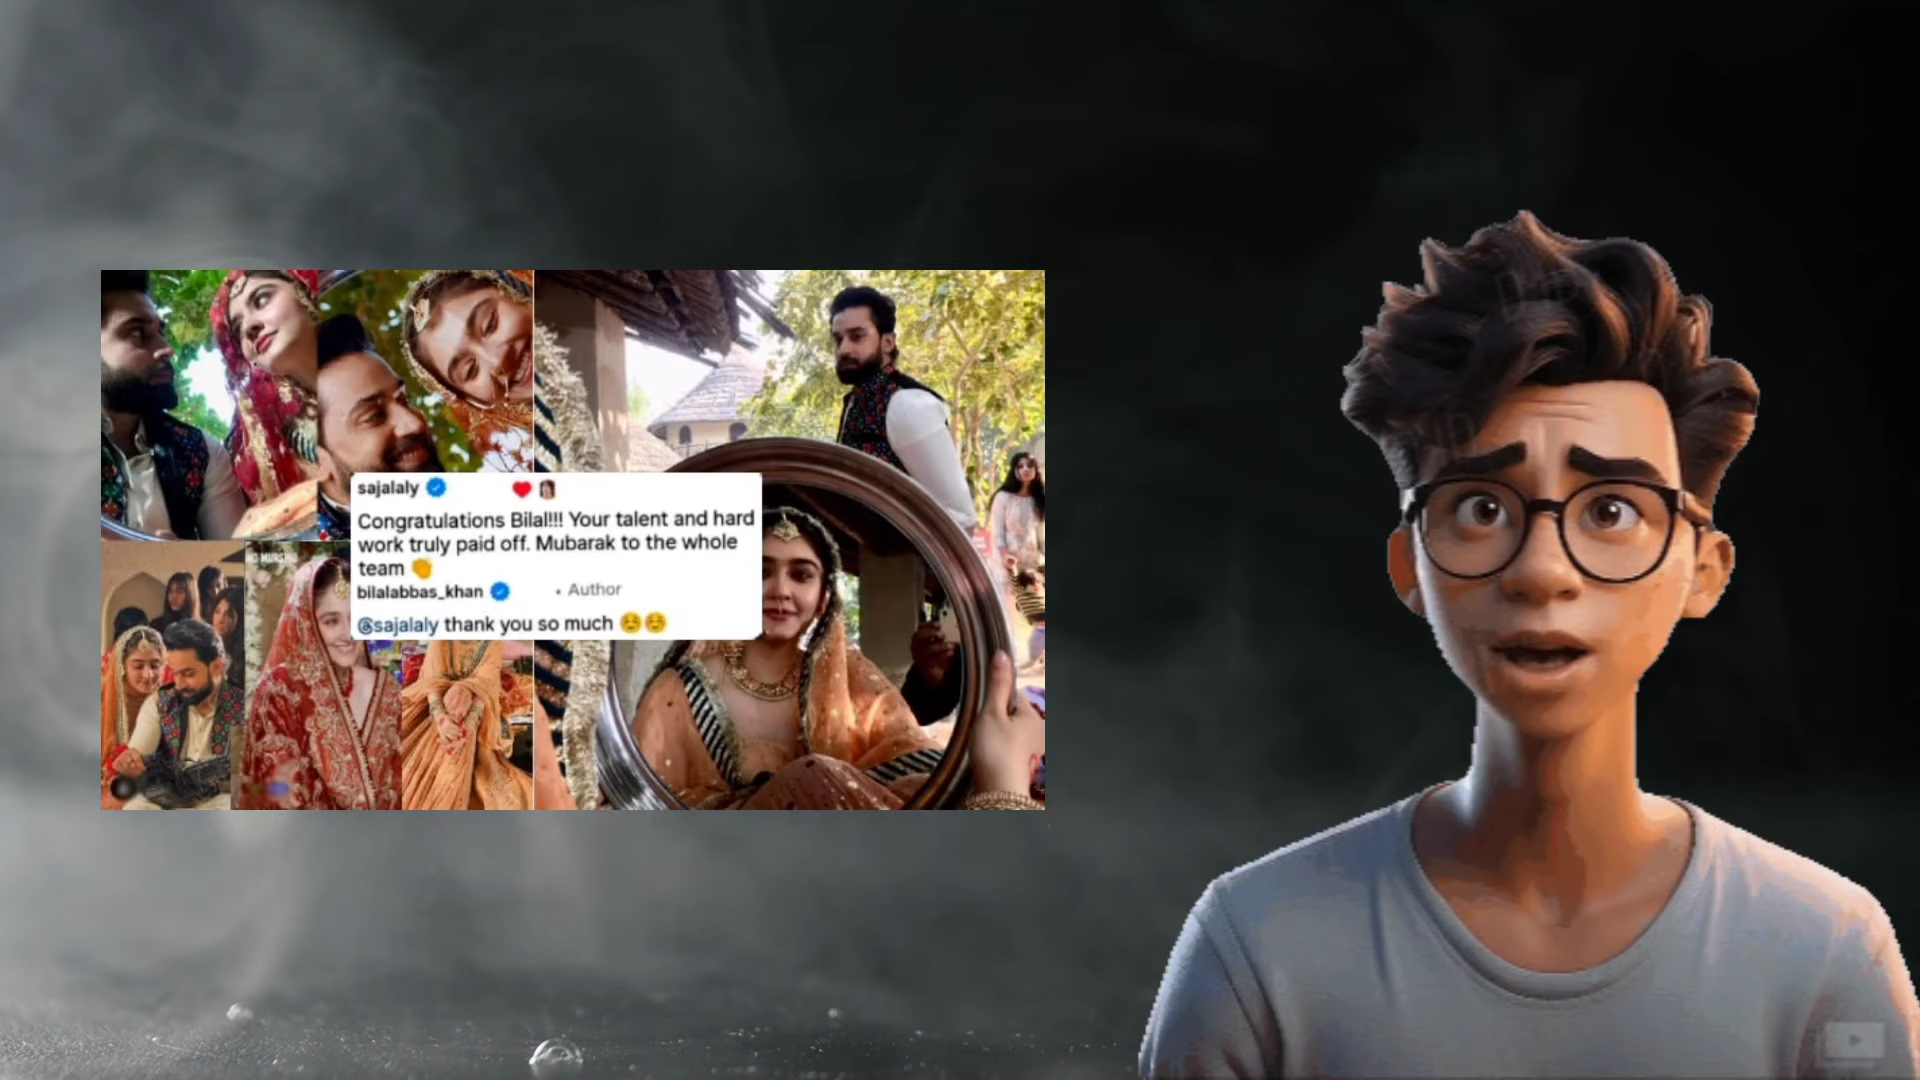 sajalaly
Congratulations Bilal!!! Your talent and hard
work truly paid off. Mubarak to the whole
team 👏
bilalabbas_khan • Author
@sajalaly thank you so much ☺️☺️